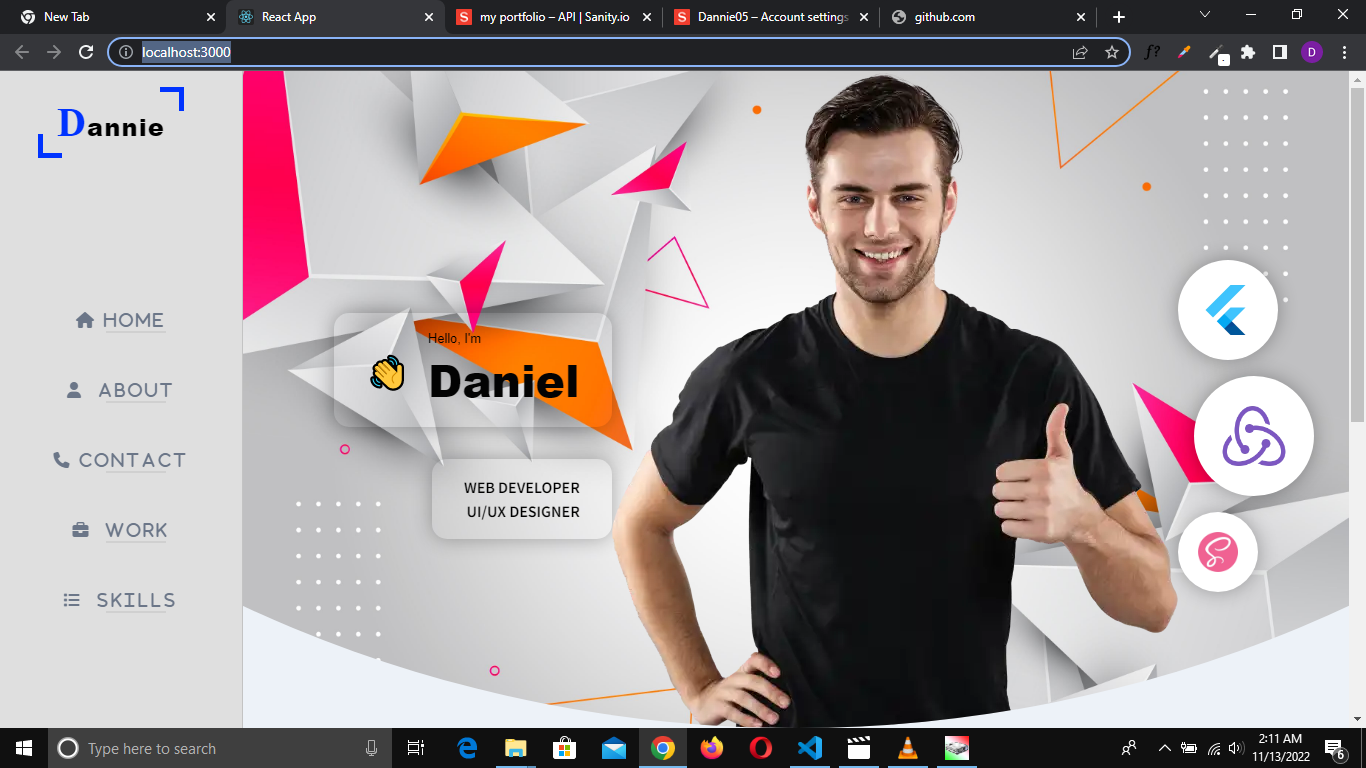 New Tab
React App
my portfolio – API | Sanity.io
Dannie05 – Account settings
github.com
localhost:3000
f?
D
Dannie
HOME
ABOUT
CONTACT
WORK
SKILLS
Hello, I'm
Daniel
WEB DEVELOPER
UI/UX DESIGNER
Type here to search
2:11 AM
11/13/2022
6